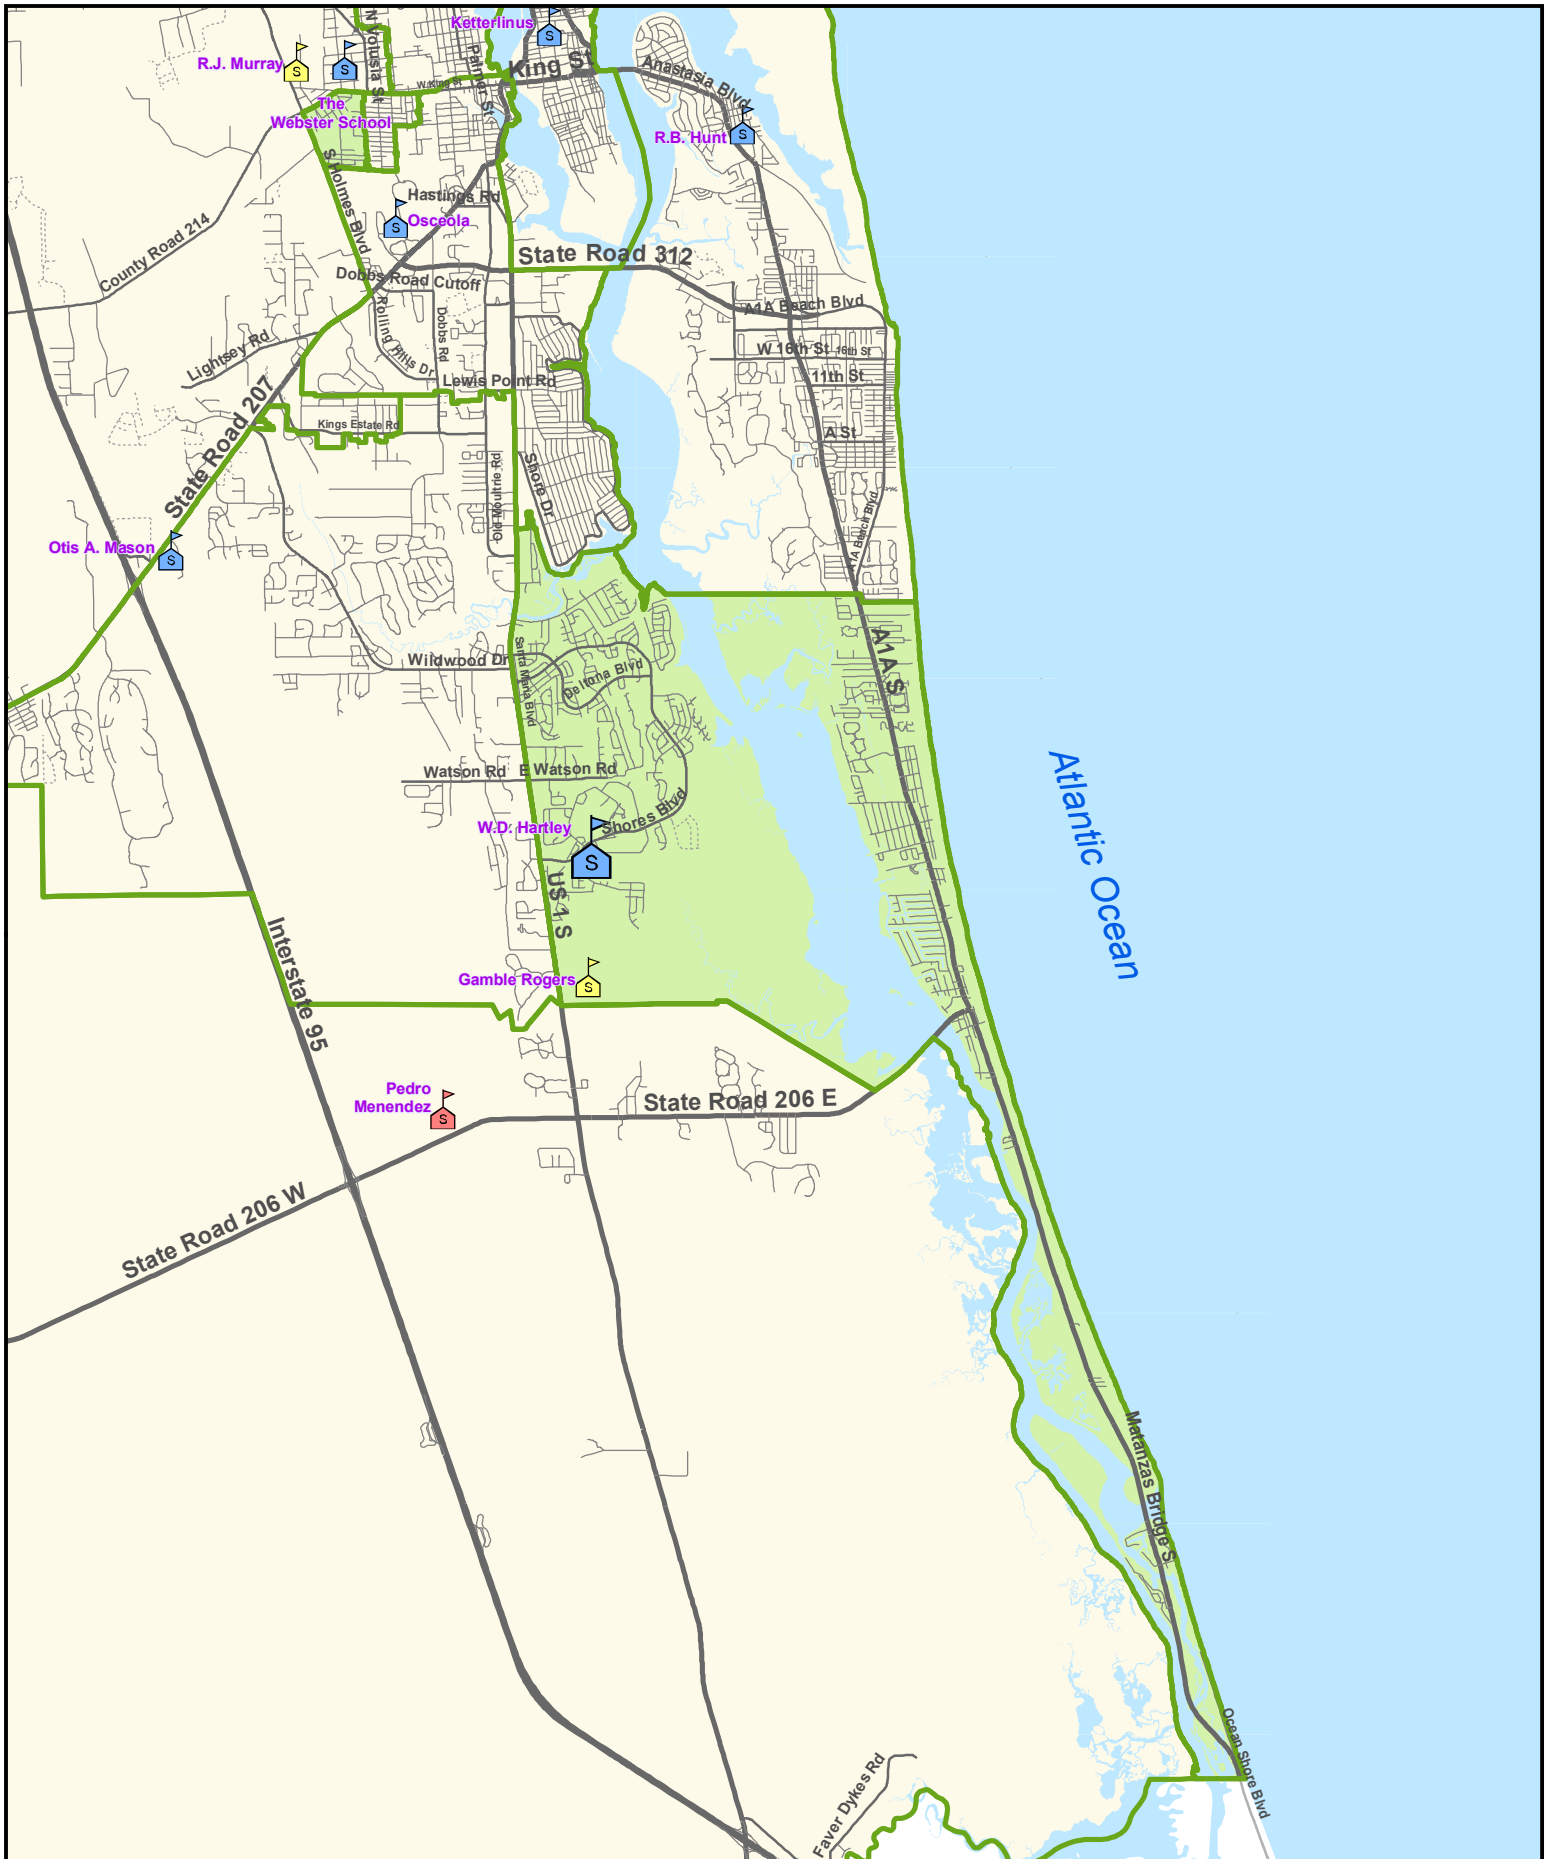 Ketterlinus
N Volusia St
R.J. Murray
King St
Palmer St
Anastasia Blvd
W King St
The
Webster School
R.B. Hunt
S Holmes Blvd
Hastings Rd
Osceola
County Road 214
State Road 312
Dobbs Road Cutoff
A1A Beach Blvd
Rolling Hills Dr
Dobbs Rd
Lightsey Rd
W 16th St
16th St
11th St
Lewis Point Rd
State Road 207
Kings Estate Rd
A St
Old Moultrie Rd
Shore Dr
A1A Beach Blvd
Otis A. Mason
A1A S
Wildwood Dr
Santa Maria Blvd
Deltona Blvd
Watson Rd
E Watson Rd
Atlantic Ocean
W.D. Hartley
Shores Blvd
US 1 S
Interstate 95
Gamble Rogers
Pedro
Menendez
State Road 206 E
State Road 206 W
Matanzas Bridge S
Ocean Shore Blvd
Faver Dykes Rd
S
S
S
S
S
S
S
S
S